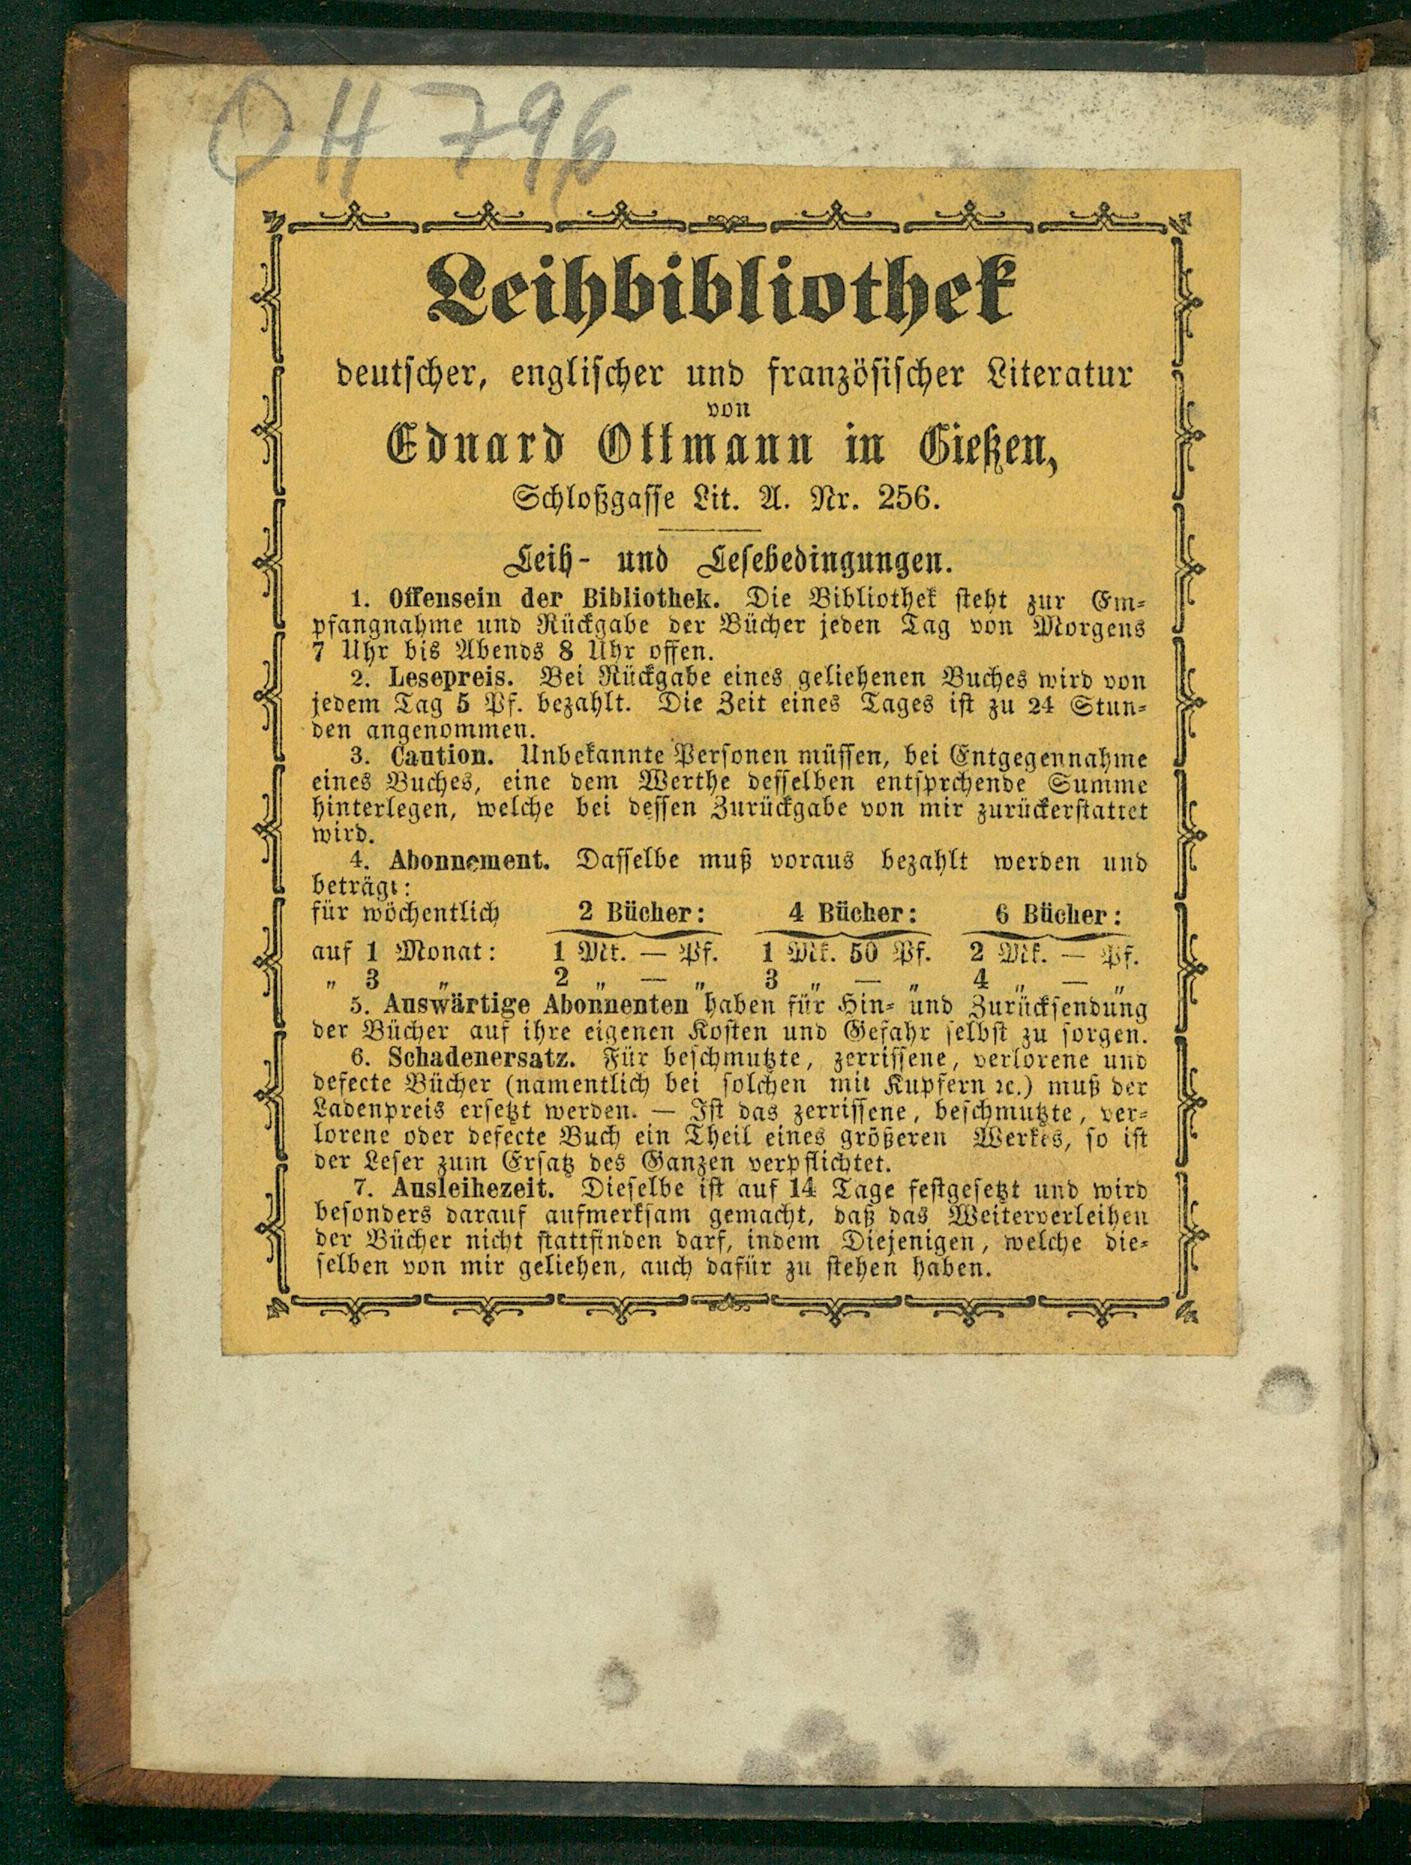 OH 796
Leihbibliothek
deutscher, englischer und französischer Literatur
von
Eduard Ottmann in Gießen,
Schloßgasse Lit. A. Nr. 256.
Leih- und Lesebedingungen.
1. Offensein der Bibliothek. Die Bibliothek steht zur Em-
pfangnahme und Rückgabe der Bücher jeden Tag von Morgens
7 Uhr bis Abends 8 Uhr offen.
2. Lesepreis. Bei Rückgabe eines geliehenen Buches wird von
jedem Tag 5 Pf. bezahlt. Die Zeit eines Tages ist zu 24 Stun-
den angenommen.
3. Caution. Unbekannte Personen müssen, bei Entgegennahme
eines Buches, eine dem Werthe desselben entsprchende Summe
hinterlegen, welche bei dessen Zurückgabe von mir zurückerstattet
wird.
4. Abonnement. Dasselbe muß voraus bezahlt werden und
beträgt:
für wöchentlich 2 Bücher: 4 Bücher: 6 Bücher:
auf 1 Monat: 1 Mk. — Pf. 1 Mk. 50 Pf. 2 Mk. — Pf.
„ 3 „ 2 „ — „ 3 „ — „ 4 „ — „
5. Auswärtige Abonnenten haben für Hin- und Zurücksendung
der Bücher auf ihre eigenen Kosten und Gefahr selbst zu sorgen.
6. Schadenersatz. Für beschmutzte, zerrissene, verlorene und
defecte Bücher (namentlich bei solchen mit Kupfern ꝛc.) muß der
Ladenpreis ersetzt werden. — Ist das zerrissene, beschmutzte, ver-
lorene oder defecte Buch ein Theil eines größeren Werkes, so ist
der Leser zum Ersatz des Ganzen verpflichtet.
7. Ausleihezeit. Dieselbe ist auf 14 Tage festgesetzt und wird
besonders darauf aufmerksam gemacht, daß das Weiterverleihen
der Bücher nicht stattfinden darf, indem Diejenigen, welche die-
selben von mir geliehen, auch dafür zu stehen haben.